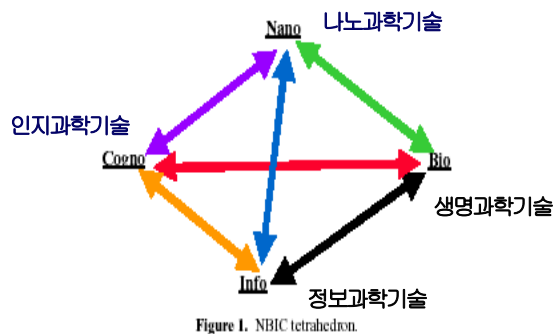 Nano 나노과학기술
인지과학기술
Cogno
Bio
생명과학기술
Info
정보과학기술
Figure 1. NBIC tetrahedron.